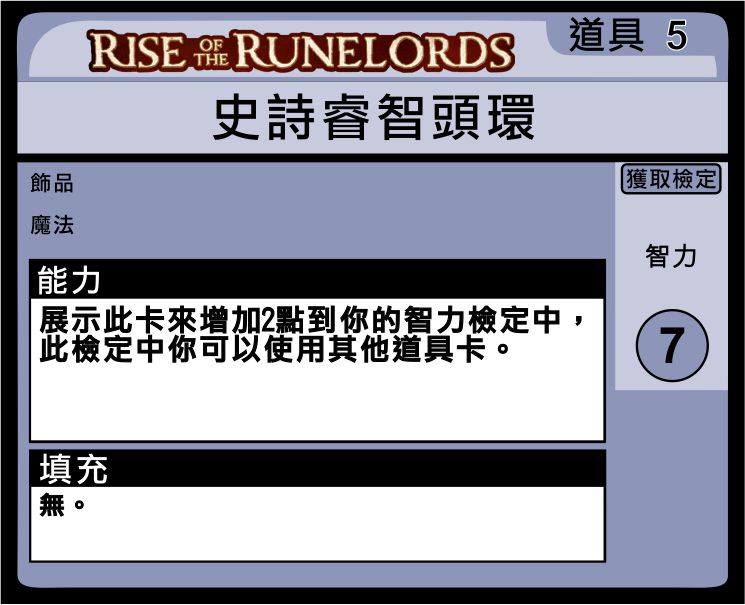 RISE OF THE RUNELORDS
道具 5
史詩睿智頭環
飾品
魔法
獲取檢定
智力
7
能力
展示此卡來增加2點到你的智力檢定中，
此檢定中你可以使用其他道具卡。
填充
無。